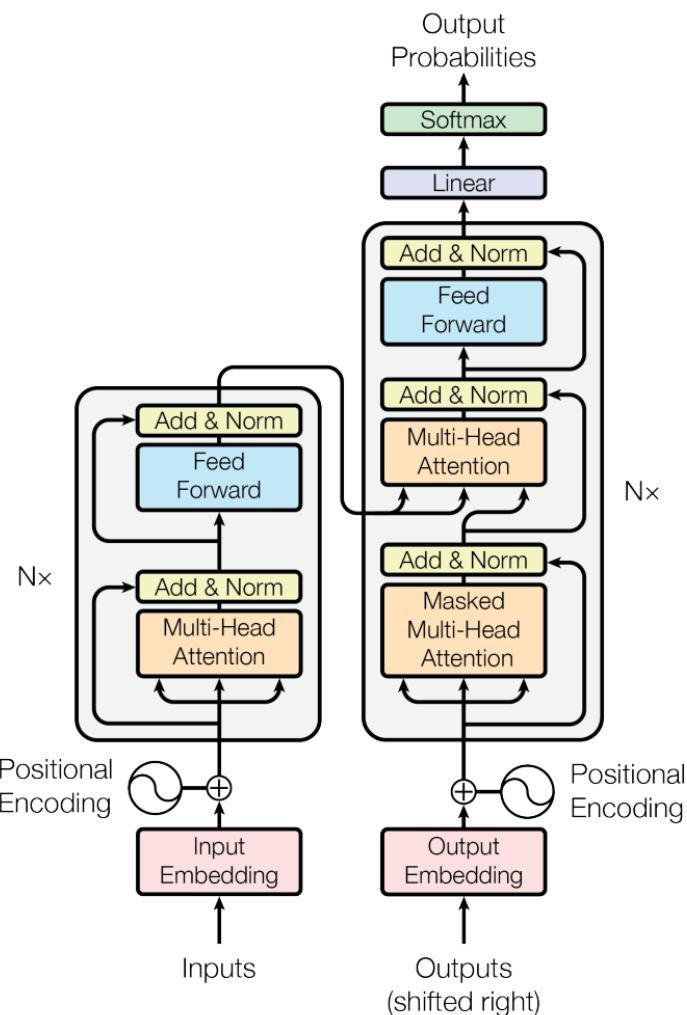 Output
Probabilities
Softmax
Linear
Add & Norm
Feed
Forward
Add & Norm
Multi-Head
Attention
Nx
Add & Norm
Masked
Multi-Head
Attention
Add & Norm
Feed
Forward
Nx
Add & Norm
Multi-Head
Attention
Positional
Encoding
Positional
Encoding
Input
Embedding
Output
Embedding
Inputs
Outputs
(shifted right)